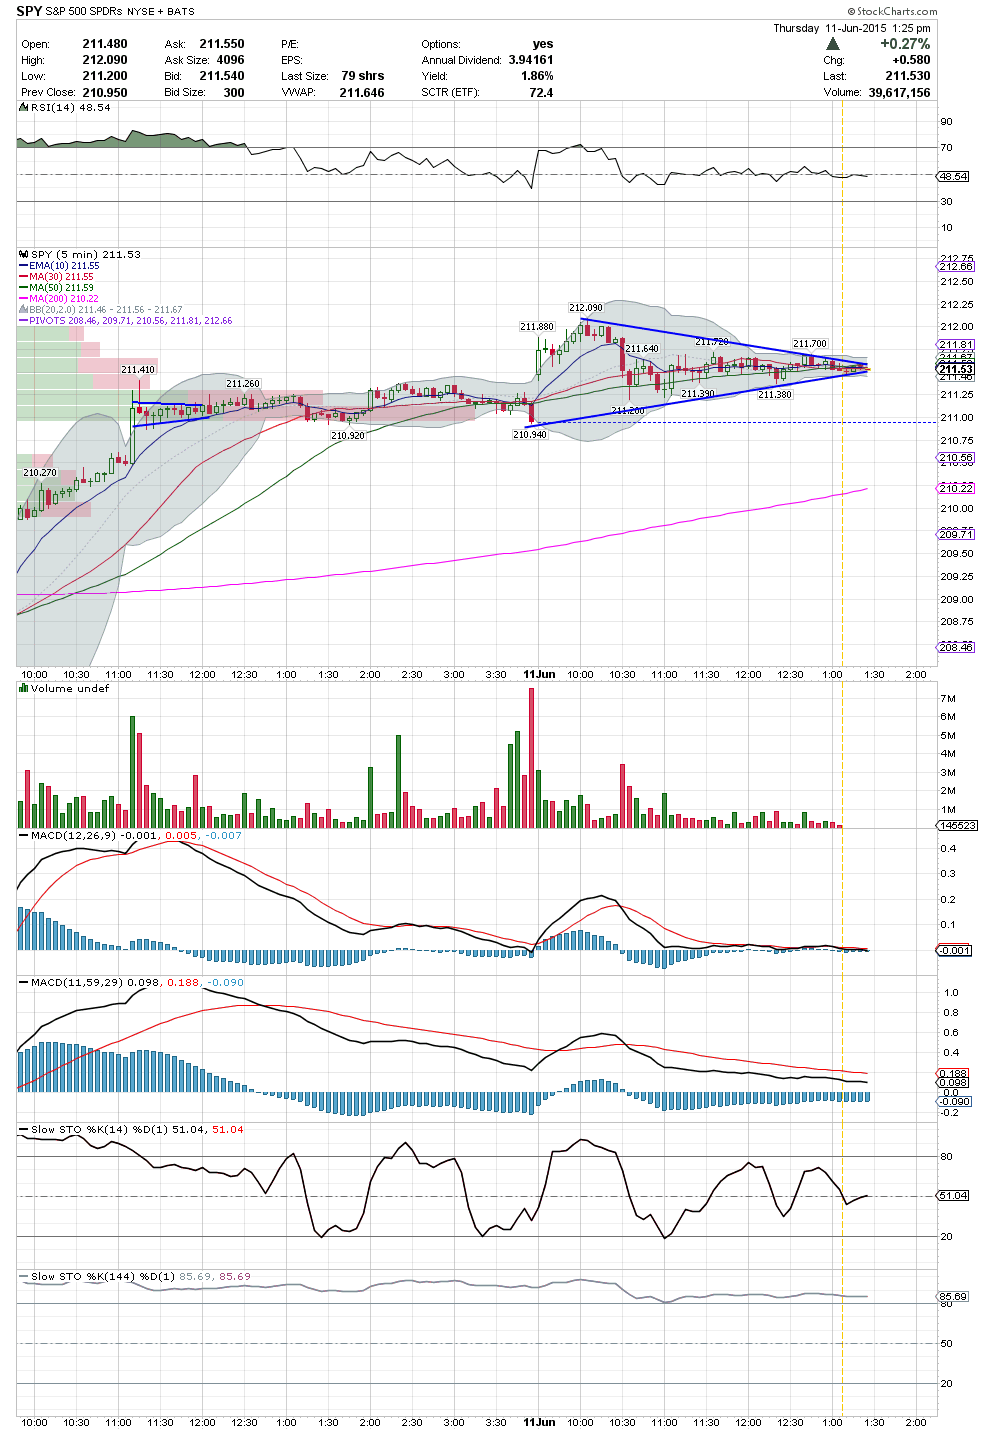 SPY S&P 500 SPDRs NYSE + BATS
© StockCharts.com
Thursday 11-Jun-2015 1:25 pm
Open: 211.480 Ask: 211.550 P/E: Options: yes ▲ +0.27%
High: 212.090 Ask Size: 4096 EPS: Annual Dividend: 3.94161 Chg: +0.580
Low: 211.200 Bid: 211.540 Last Size: 79 shrs Yield: 1.86% Last: 211.530
Prev Close: 210.950 Bid Size: 300 VWAP: 211.646 SCTR (ETF): 72.4 Volume: 39,617,156
RSI(14) 48.54
90
70
48.54
30
10
SPY (5 min) 211.53
EMA(10) 211.55
MA(30) 211.55
MA(50) 211.59
MA(200) 210.22
BB(20,2.0) 211.46 - 211.56 - 211.67
PIVOTS 208.46, 209.71, 210.56, 211.81, 212.66
212.75
212.66
212.50
212.25
212.00
211.81
211.67
211.53
211.46
211.25
211.00
210.75
210.56
210.50
210.22
210.00
209.75
209.71
209.50
209.25
209.00
208.75
208.46
212.090
211.880
211.640
211.720
211.700
211.410
211.260
211.390
211.380
211.200
210.940
210.920
210.270
10:00 10:30 11:00 11:30 12:00 12:30 1:00 1:30 2:00 2:30 3:00 3:30 11Jun 10:00 10:30 11:00 11:30 12:00 12:30 1:00 1:30 2:00
Volume undef
7M
6M
5M
4M
3M
2M
1M
145523
MACD(12,26,9) -0.001, 0.005, -0.007
0.4
0.3
0.2
0.1
-0.001
MACD(11,59,29) 0.098, 0.188, -0.090
1.0
0.8
0.6
0.4
0.188
0.098
0.0
-0.090
-0.2
Slow STO %K(14) %D(1) 51.04, 51.04
80
51.04
20
Slow STO %K(144) %D(1) 85.69, 85.69
85.69
80
50
20
10:00 10:30 11:00 11:30 12:00 12:30 1:00 1:30 2:00 2:30 3:00 3:30 11Jun 10:00 10:30 11:00 11:30 12:00 12:30 1:00 1:30 2:00